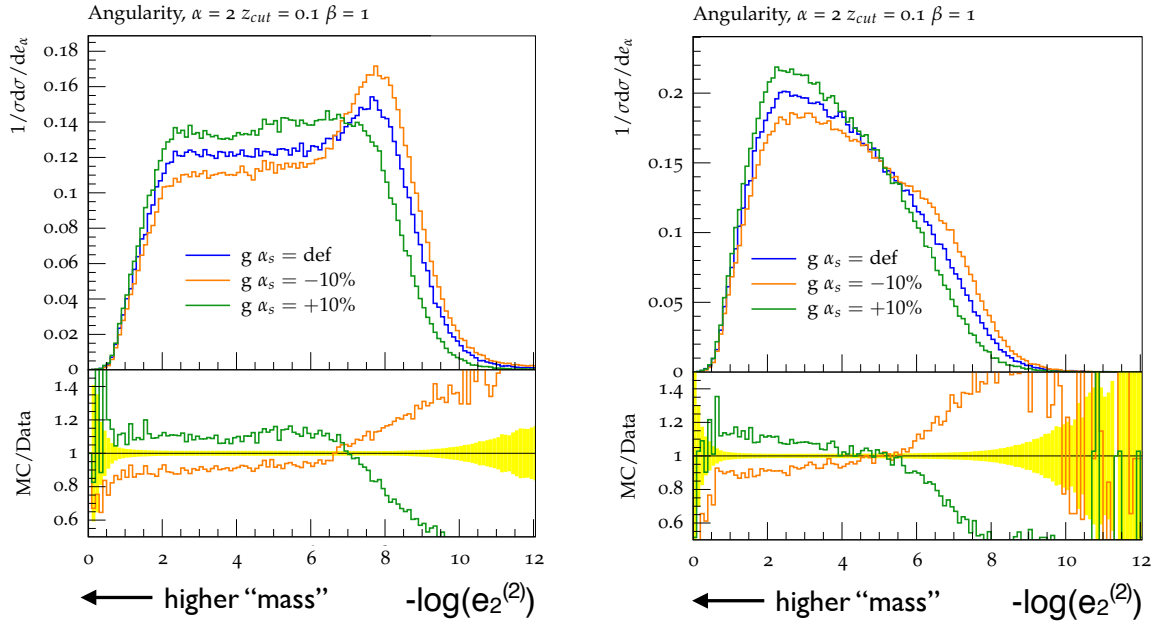 Angularity, α = 2 z_cut = 0.1 β = 1
1/σdσ/de_α
0.18
0.16
0.14
0.12
0.1
0.08
0.06
0.04
0.02
0
g α_s = def
g α_s = −10%
g α_s = +10%
MC/Data
1.4
1.2
1
0.8
0.6
0 2 4 6 8 10 12
higher “mass”
-log(e₂⁽²⁾)
Angularity, α = 2 z_cut = 0.1 β = 1
1/σdσ/de_α
0.2
0.15
0.1
0.05
0
g α_s = def
g α_s = −10%
g α_s = +10%
MC/Data
1.4
1.2
1
0.8
0.6
0 2 4 6 8 10 12
higher “mass”
-log(e₂⁽²⁾)